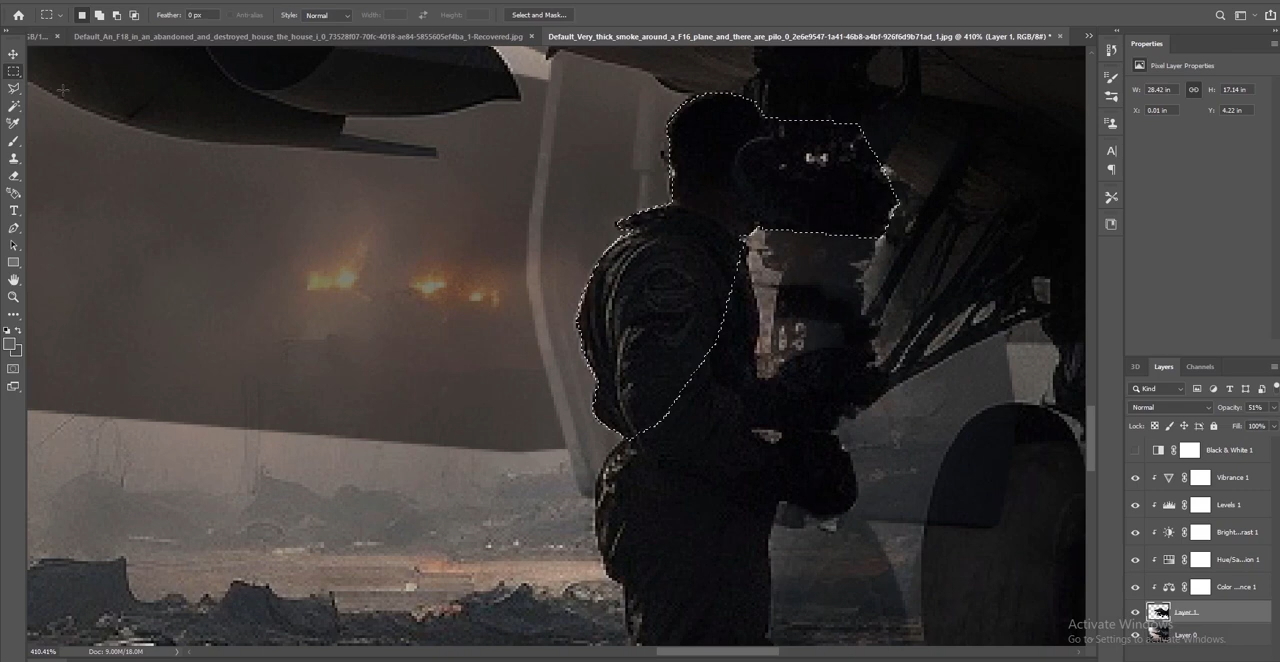 Feather: 0 px Anti-alias Style: Normal Width: Height: Select and Mask...
GB/1... × Default_An_F18_in_an_abandoned_and_destroyed_house_the_house_i_0_73528f07-70fc-4018-ae84-5855605ef4ba_1-Recovered.jpg × Default_Very_thick_smoke_around_a_F16_plane_and_there_are_pilo_0_2e6e9547-1a41-46b8-a4bf-926f6d9b71ad_1.jpg @ 410% (Layer 1, RGB/8#) * ×
Properties
Pixel Layer Properties
W: 28.42 in H: 17.14 in
X: 0.01 in Y: 4.22 in
3D Layers Channels
Kind
Normal Opacity: 51%
Lock: Fill: 100%
Black & White 1
Vibrance 1
Levels 1
Bright...rast 1
Hue/Sa...ion 1
Color ...nce 1
Layer 1
Layer 0
Activate Windows
Go to Settings to Activate Windows.
410.41% Doc: 9.00M/18.0M